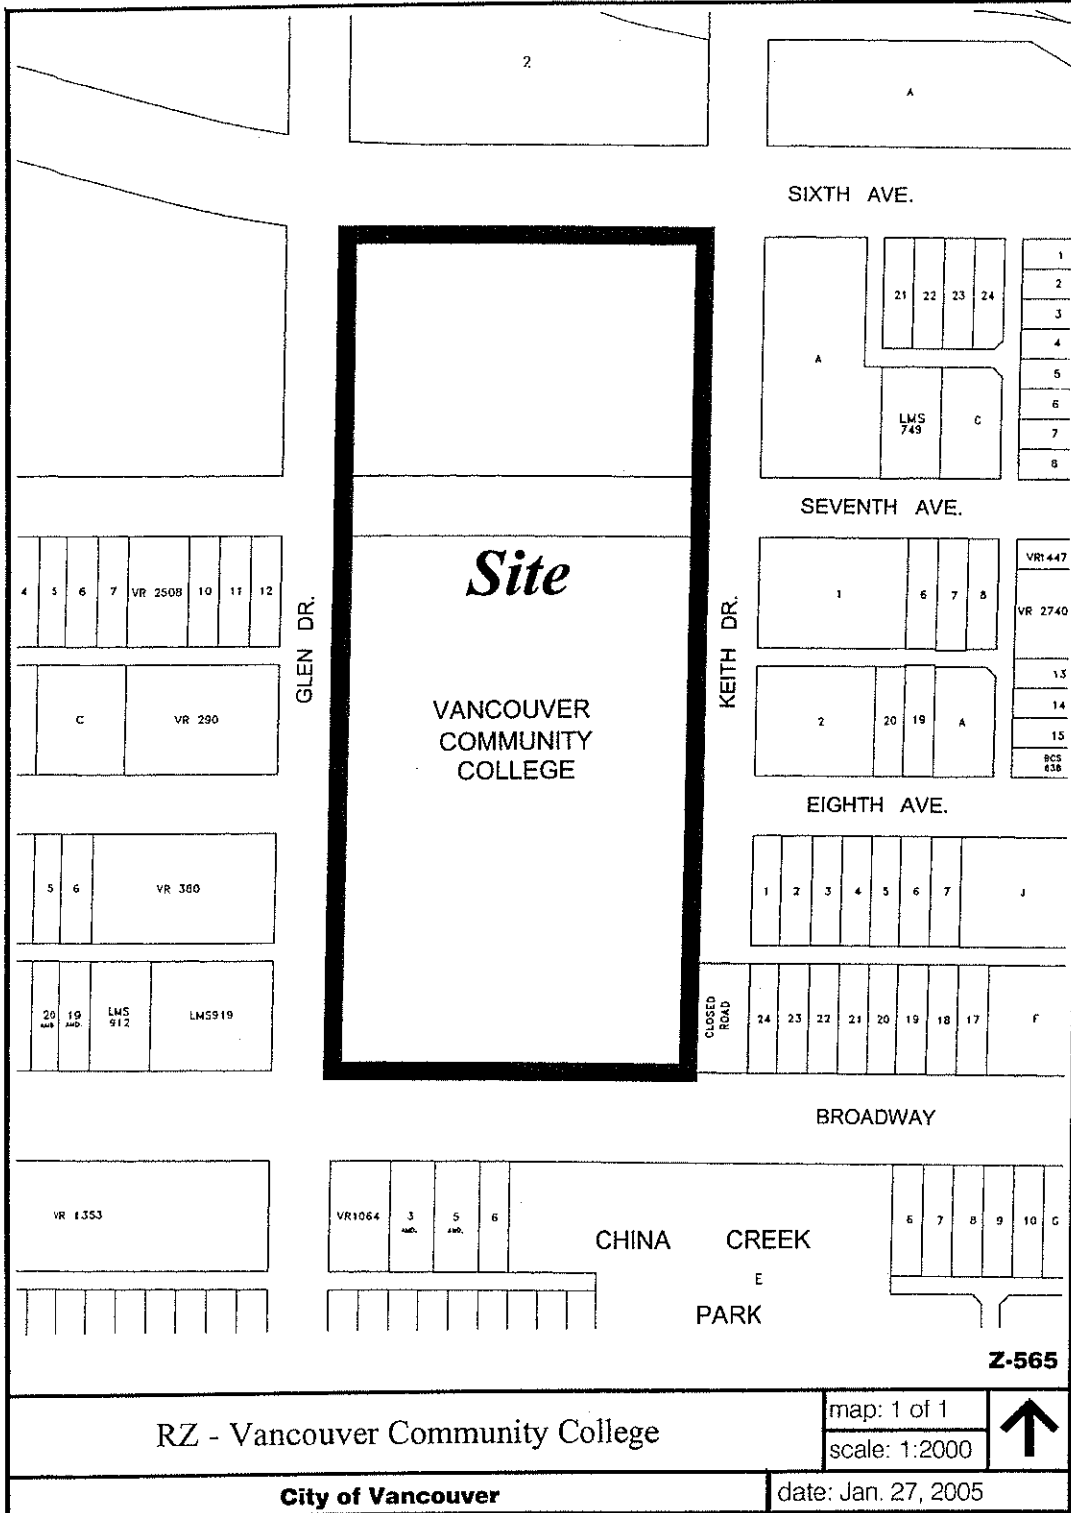 2
A
SIXTH AVE.
21 22 23 24
1
2
3
4
5
6
7
8
A
LMS
749
C
SEVENTH AVE.
4 5 6 7 VR 2508 10 11 12
GLEN DR.
Site
KEITH DR.
1 6 7 8
VR1447
VR 2740
13
14
15
BCS
638
C VR 290
VANCOUVER
COMMUNITY
COLLEGE
2 20 19 A
EIGHTH AVE.
5 6 VR 380
1 2 3 4 5 6 7 J
20
AMD.
19
AMD.
LMS
912
LMS919
CLOSED
ROAD
24 23 22 21 20 19 18 17 F
BROADWAY
VR 1353
VR1064
3
AMD.
5
AMD.
6
CHINA CREEK
E
PARK
6 7 8 9 10 G
Z-565
RZ - Vancouver Community College
map: 1 of 1
scale: 1:2000
City of Vancouver
date: Jan. 27, 2005